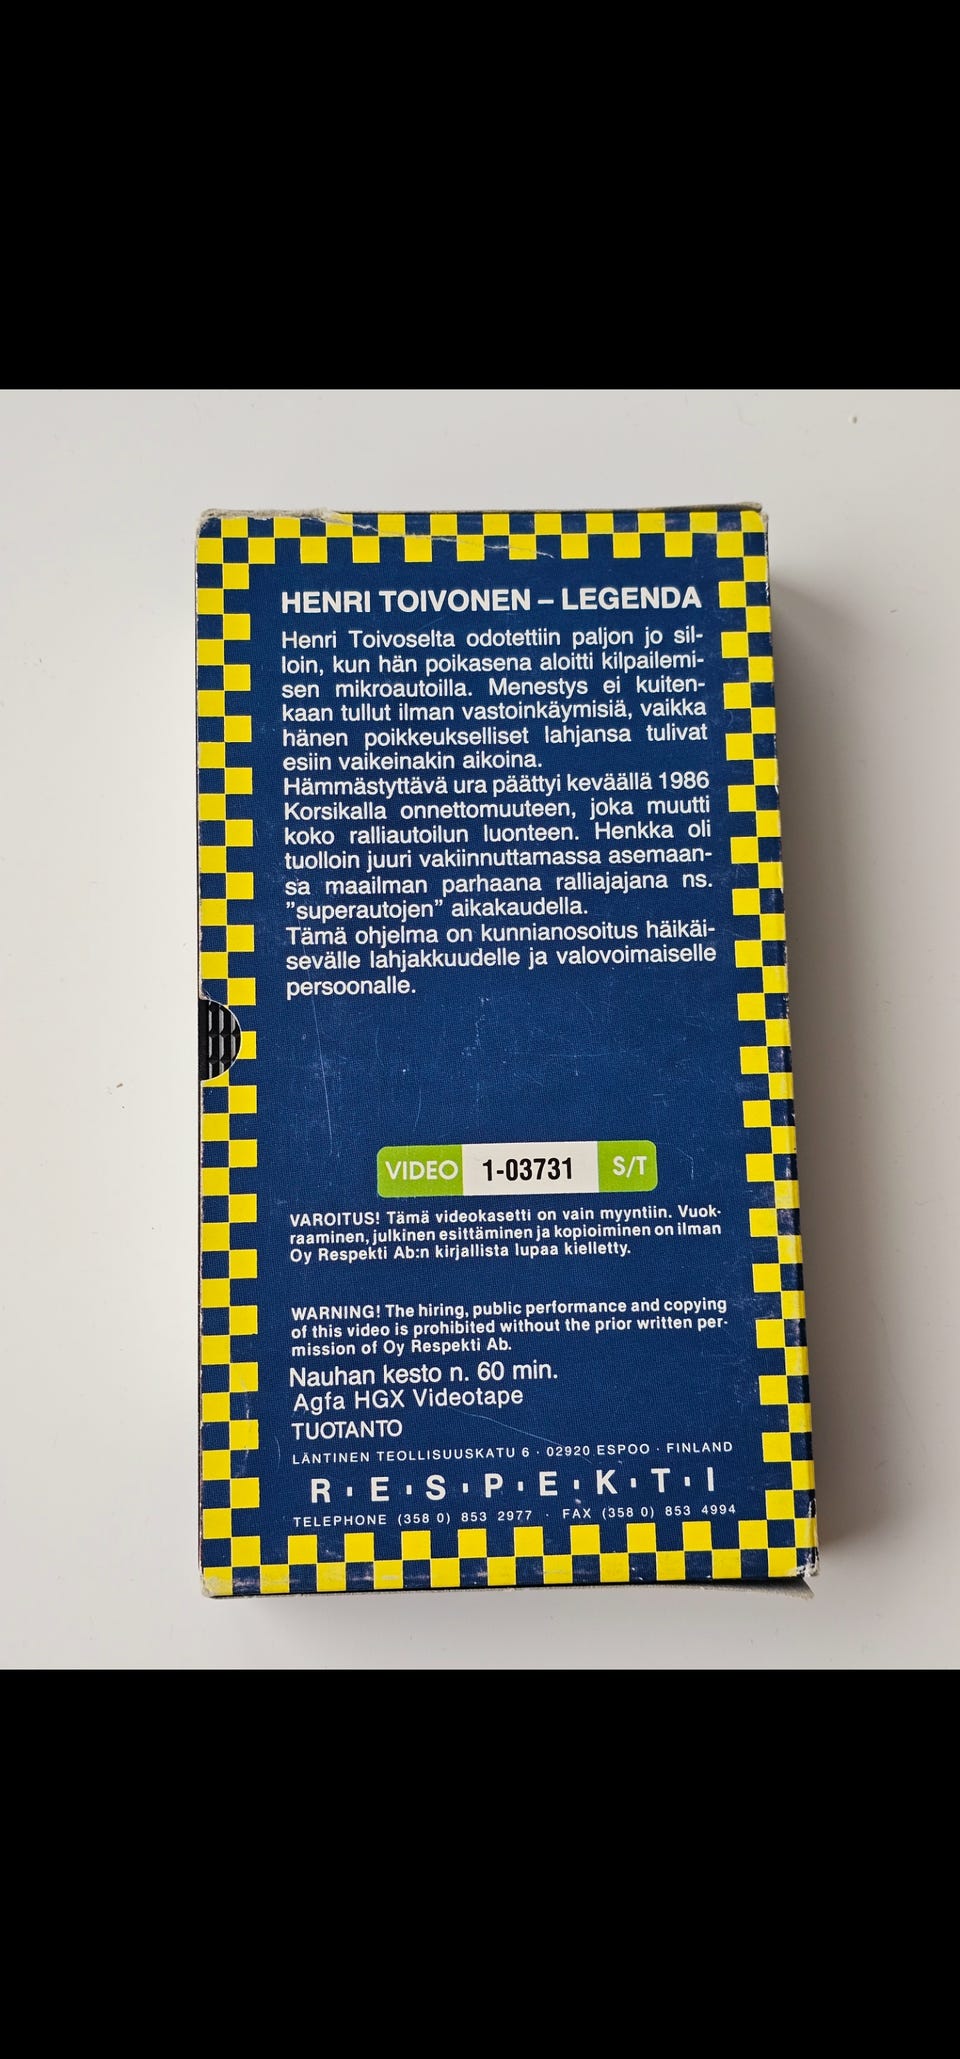 HENRI TOIVONEN – LEGENDA
Henri Toivoselta odotettiin paljon jo sil-
loin, kun hän poikasena aloitti kilpailemi-
sen mikroautoilla. Menestys ei kuiten-
kaan tullut ilman vastoinkäymisiä, vaikka
hänen poikkeukselliset lahjansa tulivat
esiin vaikeinakin aikoina.
Hämmästyttävä ura päättyi keväällä 1986
Korsikalla onnettomuuteen, joka muutti
koko ralliautoilun luonteen. Henkka oli
tuolloin juuri vakiinnuttamassa asemaan-
sa maailman parhaana ralliajajana ns.
”superautojen” aikakaudella.
Tämä ohjelma on kunnianosoitus häikäi-
sevälle lahjakkuudelle ja valovoimaiselle
persoonalle.
VIDEO 1-03731 S/T
VAROITUS! Tämä videokasetti on vain myyntiin. Vuok-
raaminen, julkinen esittäminen ja kopioiminen on ilman
Oy Respekti Ab:n kirjallista lupaa kielletty.
WARNING! The hiring, public performance and copying
of this video is prohibited without the prior written per-
mission of Oy Respekti Ab.
Nauhan kesto n. 60 min.
Agfa HGX Videotape
TUOTANTO
LÄNTINEN TEOLLISUUSKATU 6 · 02920 ESPOO · FINLAND
R·E·S·P·E·K·T·I
TELEPHONE (358 0) 853 2977 · FAX (358 0) 853 4994